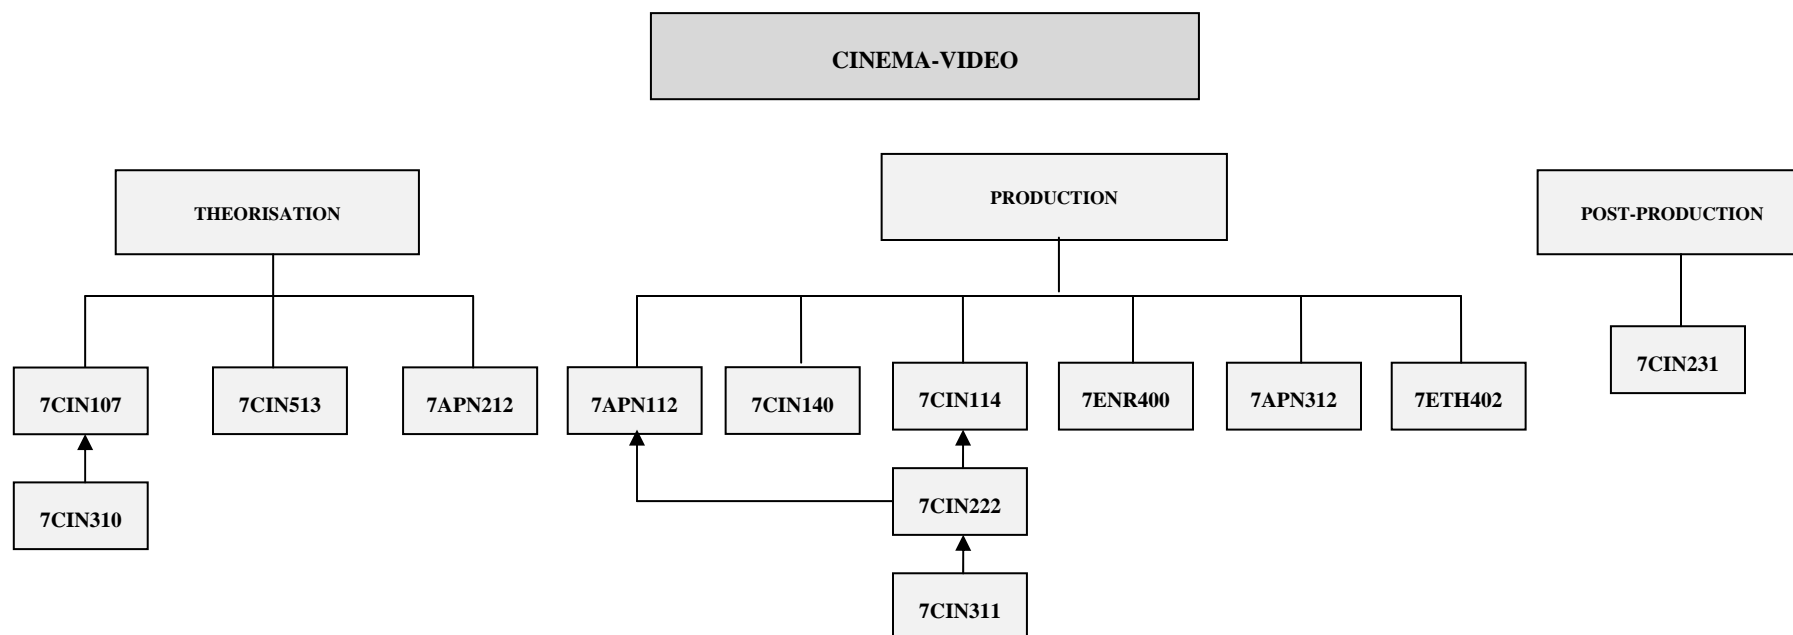 CINEMA-VIDEO
THEORISATION
PRODUCTION
POST-PRODUCTION
7CIN107
7CIN513
7APN212
7APN112
7CIN140
7CIN114
7ENR400
7APN312
7ETH402
7CIN231
7CIN310
7CIN222
7CIN311